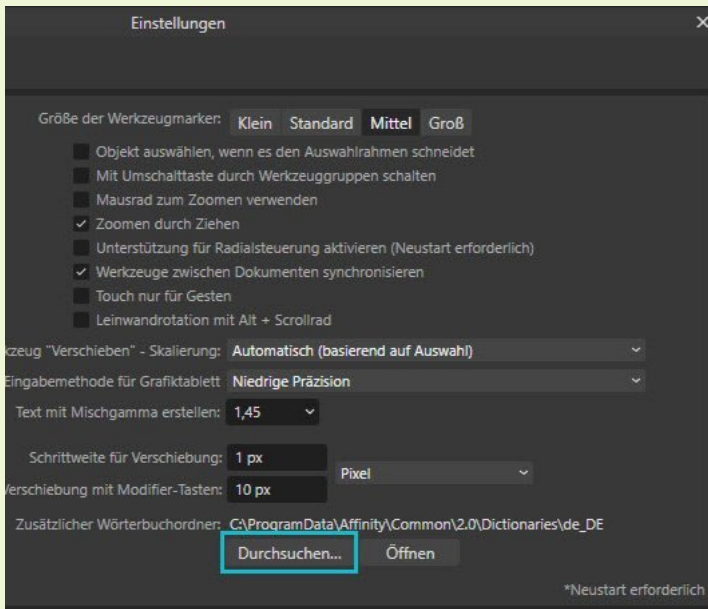 Einstellungen
Größe der Werkzeugmarker: Klein Standard Mittel Groß
Objekt auswählen, wenn es den Auswahlrahmen schneidet
Mit Umschalttaste durch Werkzeuggruppen schalten
Mausrad zum Zoomen verwenden
Zoomen durch Ziehen
Unterstützung für Radialsteuerung aktivieren (Neustart erforderlich)
Werkzeuge zwischen Dokumenten synchronisieren
Touch nur für Gesten
Leinwandrotation mit Alt + Scrollrad
kzeug "Verschieben" - Skalierung: Automatisch (basierend auf Auswahl)
Eingabemethode für Grafiktablett Niedrige Präzision
Text mit Mischgamma erstellen: 1,45
Schrittweite für Verschiebung: 1 px
Pixel
Verschiebung mit Modifier-Tasten: 10 px
Zusätzlicher Wörterbuchordner: C:\ProgramData\Affinity\Common\2.0\Dictionaries\de_DE
Durchsuchen... Öffnen
*Neustart erforderlich